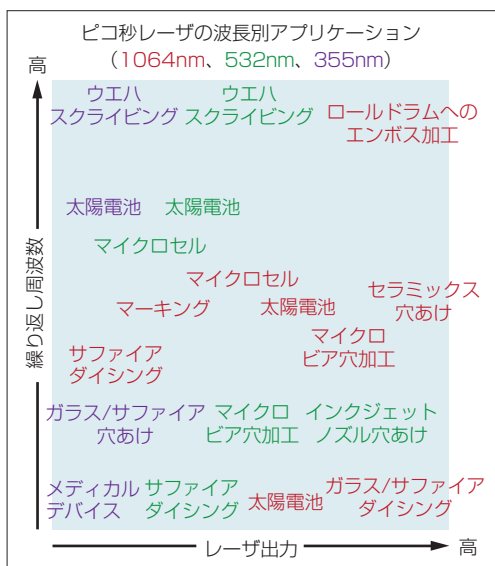 ピコ秒レーザの波長別アプリケーション
（1064nm、532nm、355nm）
高
ウエハ
スクライビング
ウエハ
スクライビング
ロールドラムへの
エンボス加工
太陽電池
太陽電池
マイクロセル
マイクロセル
マーキング
太陽電池
セラミックス
穴あけ
マイクロ
ビア穴加工
サファイア
ダイシング
ガラス/サファイア
穴あけ
マイクロ
ビア穴加工
インクジェット
ノズル穴あけ
メディカル
デバイス
サファイア
ダイシング
太陽電池
ガラス/サファイア
ダイシング
繰り返し周波数
レーザ出力
高